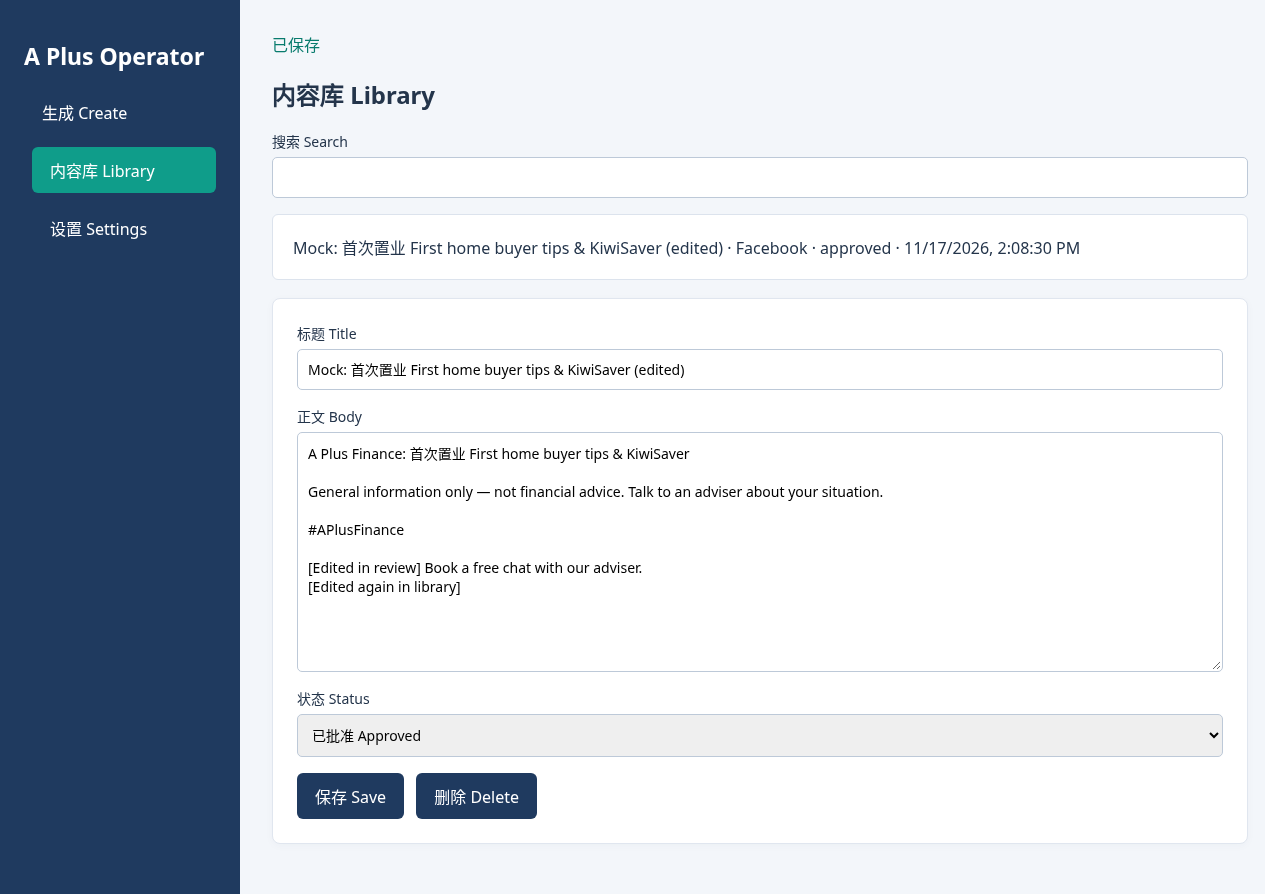 A Plus Operator
生成 Create
内容库 Library
设置 Settings
已保存
内容库 Library
搜索 Search
Mock: 首次置业 First home buyer tips & KiwiSaver (edited) · Facebook · approved · 11/17/2026, 2:08:30 PM
标题 Title
Mock: 首次置业 First home buyer tips & KiwiSaver (edited)
正文 Body
A Plus Finance: 首次置业 First home buyer tips & KiwiSaver
General information only — not financial advice. Talk to an adviser about your situation.
#APlusFinance
[Edited in review] Book a free chat with our adviser.
[Edited again in library]
状态 Status
已批准 Approved
保存 Save
删除 Delete